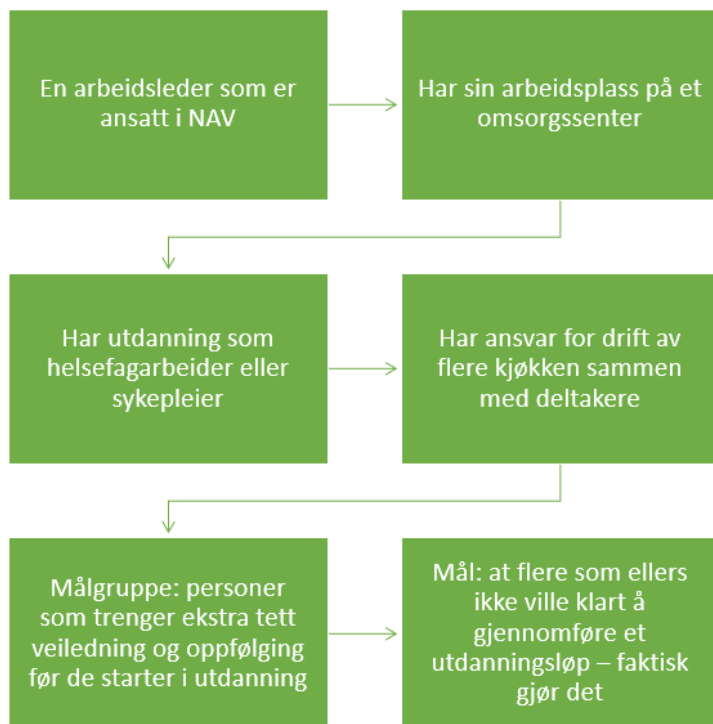 En arbeidsleder som er
ansatt i NAV
Har sin arbeidsplass på et
omsorgssenter
Har utdanning som
helsefagarbeider eller
sykepleier
Har ansvar for drift av
flere kjøkken sammen
med deltakere
Målgruppe: personer
som trenger ekstra tett
veiledning og oppfølging
før de starter i utdanning
Mål: at flere som ellers
ikke ville klart å
gjennomføre et
utdanningsløp – faktisk
gjør det